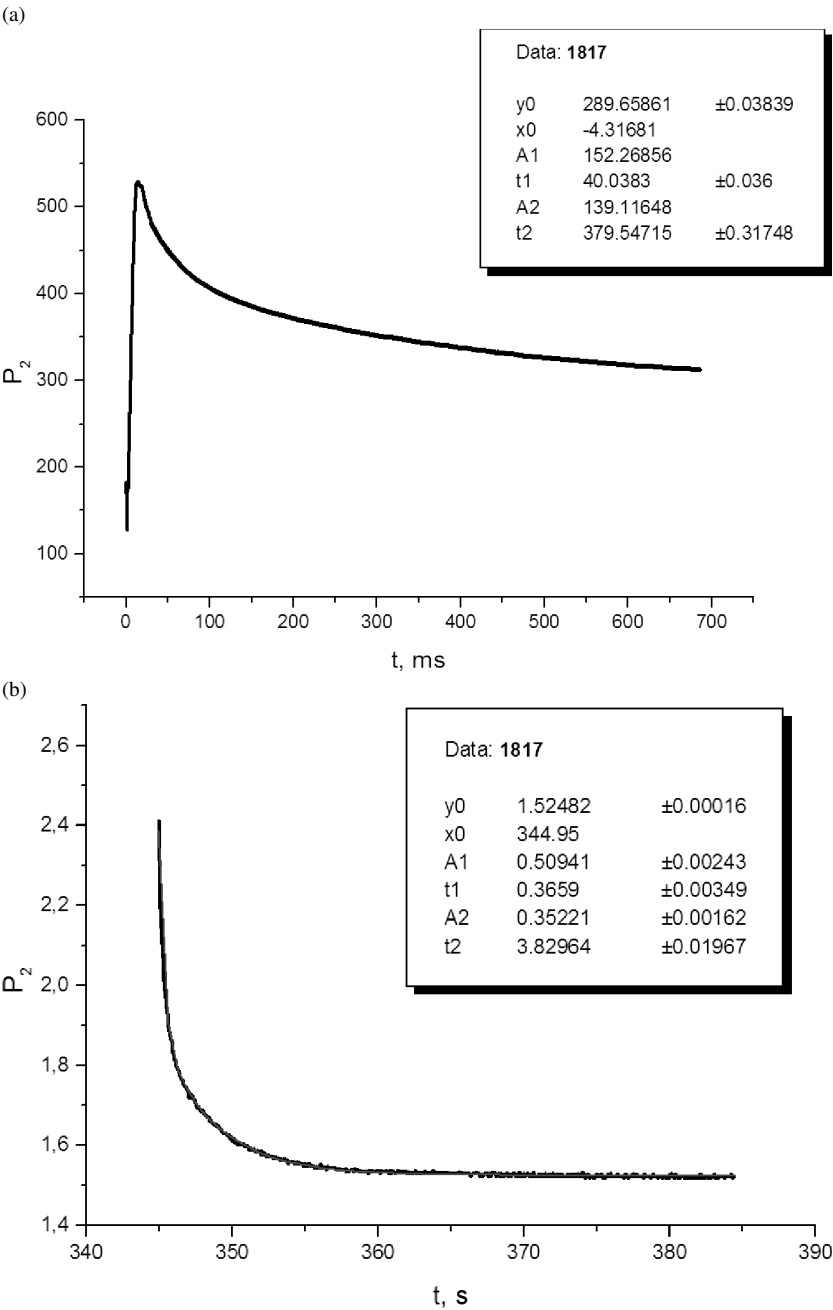 (a)
Data: 1817
y0 289.65861 ±0.03839
x0 -4.31681
A1 152.26856
t1 40.0383 ±0.036
A2 139.11648
t2 379.54715 ±0.31748
600
500
400
300
200
100
P2
0 100 200 300 400 500 600 700
t, ms
(b)
Data: 1817
y0 1.52482 ±0.00016
x0 344.95
A1 0.50941 ±0.00243
t1 0.3659 ±0.00349
A2 0.35221 ±0.00162
t2 3.82964 ±0.01967
2,6
2,4
2,2
2,0
1,8
1,6
1,4
P2
340 350 360 370 380 390
t, s